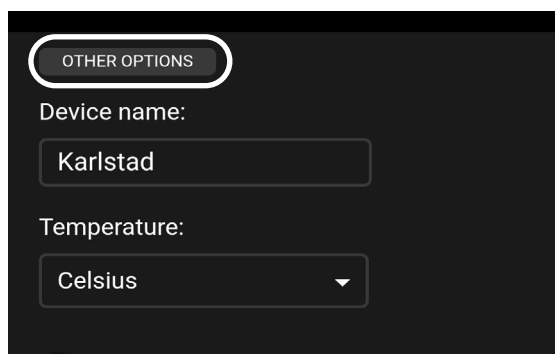 OTHER OPTIONS
Device name:
Karlstad
Temperature:
Celsius